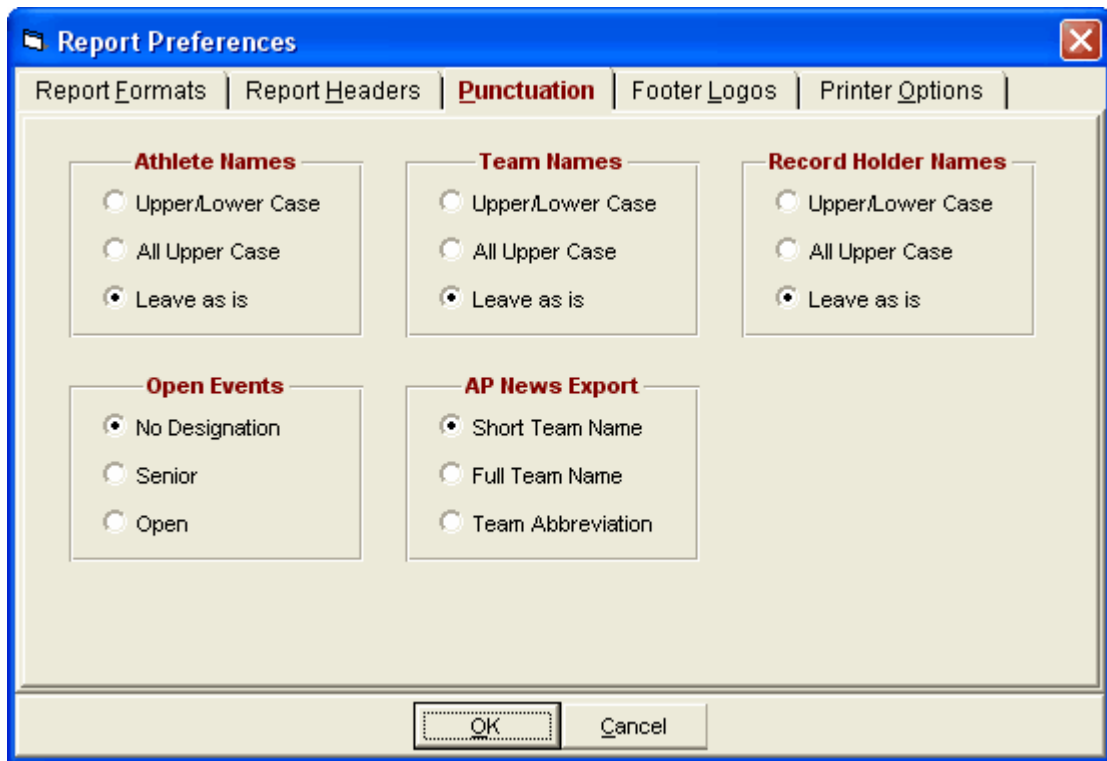 Report Preferences
Report Formats Report Headers Punctuation Footer Logos Printer Options
Athlete Names
Upper/Lower Case
All Upper Case
Leave as is
Team Names
Upper/Lower Case
All Upper Case
Leave as is
Record Holder Names
Upper/Lower Case
All Upper Case
Leave as is
Open Events
No Designation
Senior
Open
AP News Export
Short Team Name
Full Team Name
Team Abbreviation
OK Cancel